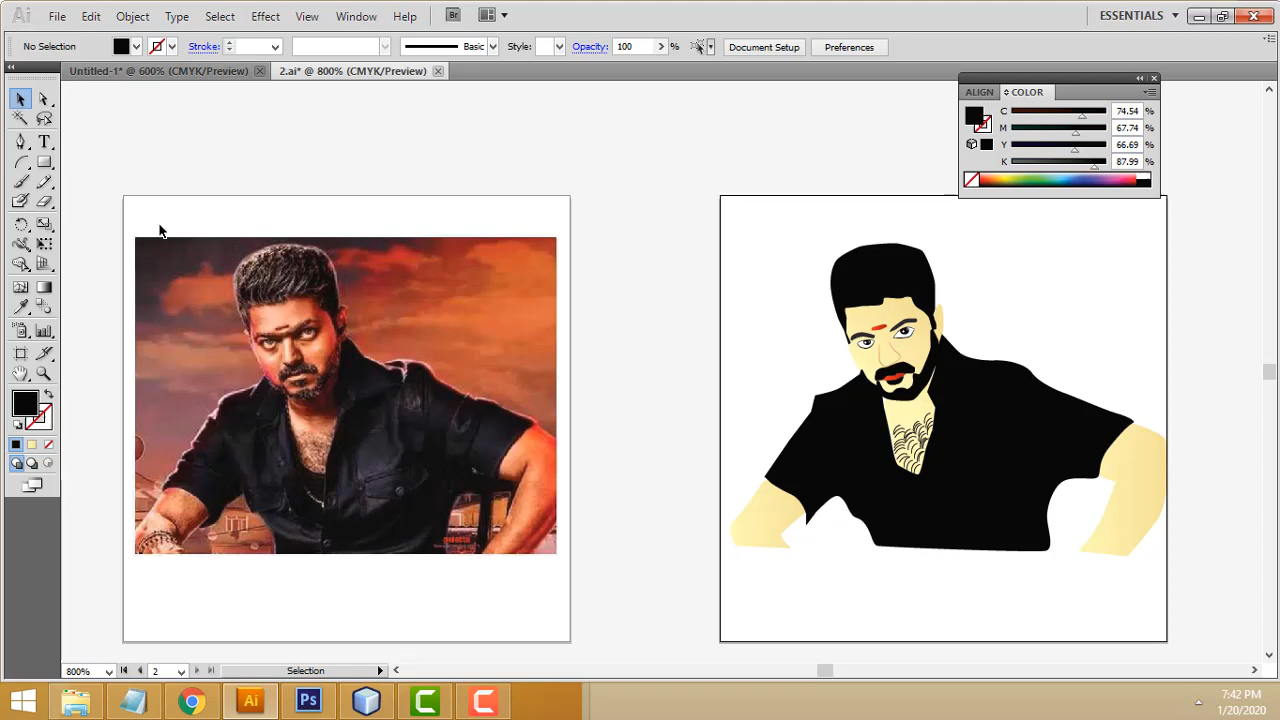 Ai File Edit Object Type Select Effect View Window Help Br ESSENTIALS
No Selection Stroke: Basic Style: Opacity: 100 % Document Setup Preferences
Untitled-1* @ 600% (CMYK/Preview) 2.ai* @ 800% (CMYK/Preview)
ALIGN COLOR
C 74.54 %
M 67.74 %
Y 66.69 %
K 87.99 %
800% 2 Selection
Ai Ps C C
7:42 PM
1/20/2020